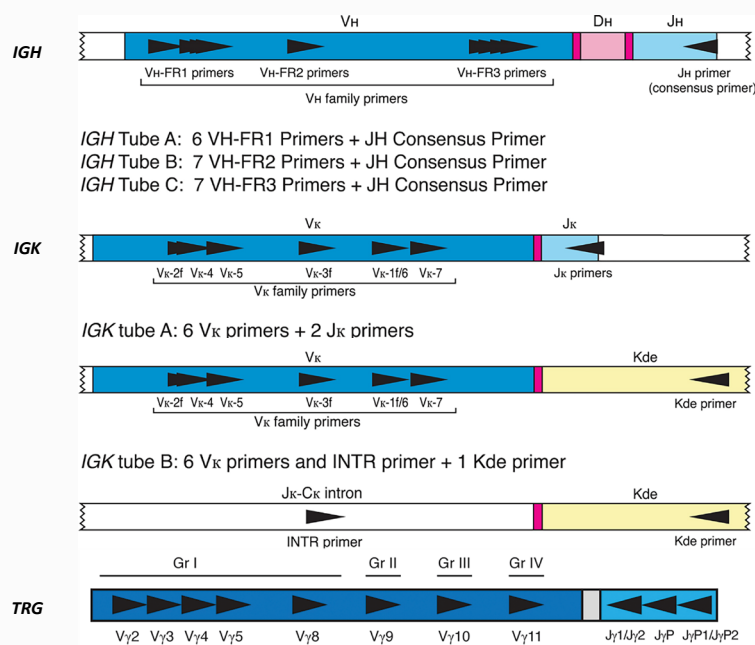 VH DH JH
IGH
VH-FR1 primers VH-FR2 primers VH-FR3 primers JH primer
(consensus primer)
VH family primers
IGH Tube A: 6 VH-FR1 Primers + JH Consensus Primer
IGH Tube B: 7 VH-FR2 Primers + JH Consensus Primer
IGH Tube C: 7 VH-FR3 Primers + JH Consensus Primer
Vκ Jκ
IGK
Vκ-2f Vκ-4 Vκ-5 Vκ-3f Vκ-1f/6 Vκ-7 Jκ primers
Vκ family primers
IGK tube A: 6 Vκ primers + 2 Jκ primers
Vκ Kde
Vκ-2f Vκ-4 Vκ-5 Vκ-3f Vκ-1f/6 Vκ-7 Kde primer
Vκ family primers
IGK tube B: 6 Vκ primers and INTR primer + 1 Kde primer
Jκ-Cκ intron Kde
INTR primer Kde primer
Gr I Gr II Gr III Gr IV
TRG
Vγ2 Vγ3 Vγ4 Vγ5 Vγ8 Vγ9 Vγ10 Vγ11 Jγ1/Jγ2 JγP JγP1/JγP2